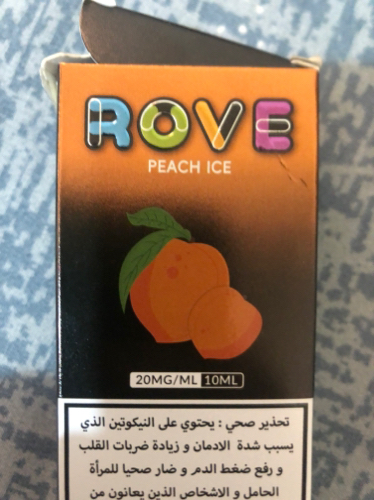 ROVE
PEACH ICE
20MG/ML 10ML
تحذير صحي : يحتوي على النيكوتين الذي
يسبب شدة الادمان و زيادة ضربات القلب
و رفع ضغط الدم و ضار صحيا للمرأة
الحامل و الاشخاص الذين يعانون من